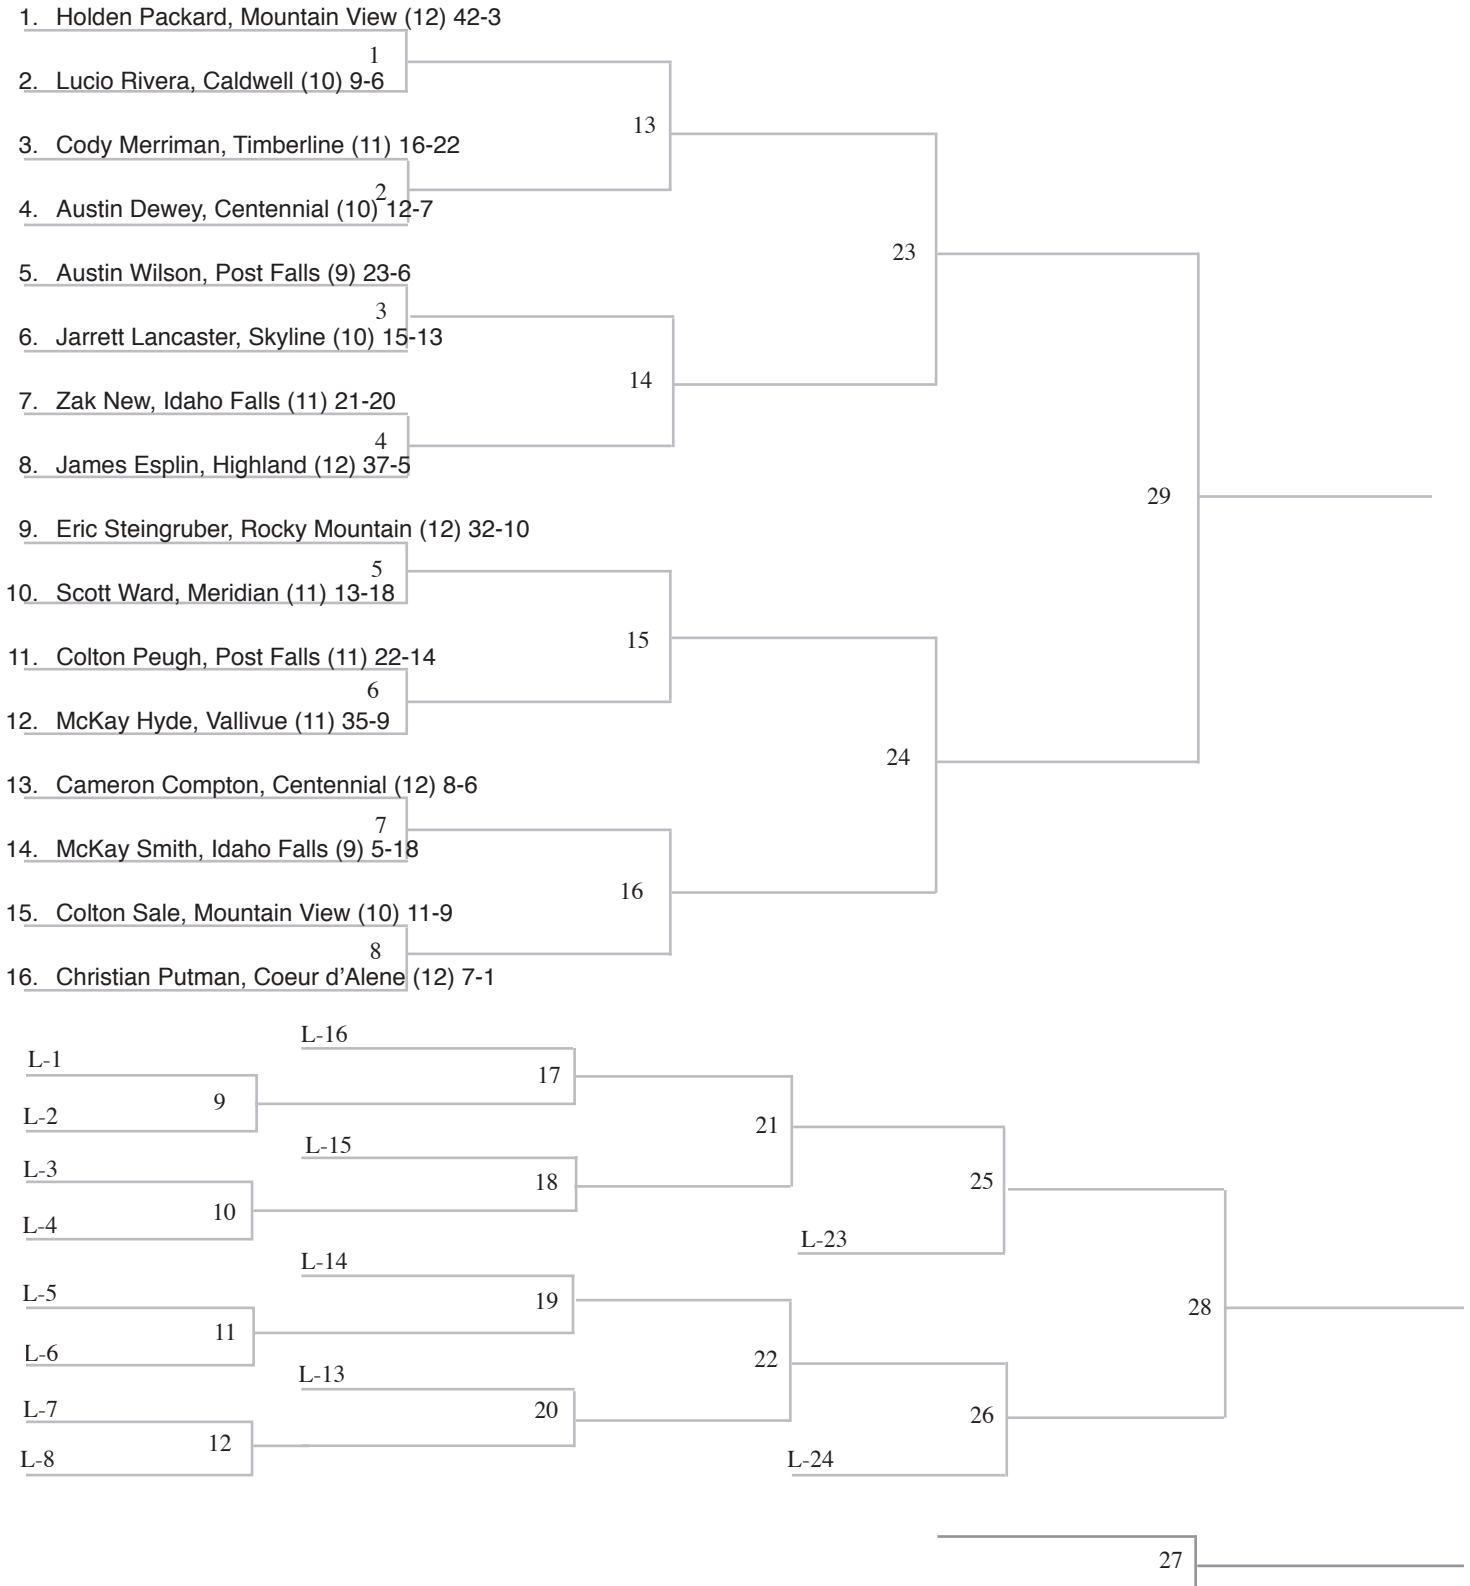 1. Holden Packard, Mountain View (12) 42-3
1
2. Lucio Rivera, Caldwell (10) 9-6
13
3. Cody Merriman, Timberline (11) 16-22
2
4. Austin Dewey, Centennial (10) 12-7
23
5. Austin Wilson, Post Falls (9) 23-6
3
6. Jarrett Lancaster, Skyline (10) 15-13
14
7. Zak New, Idaho Falls (11) 21-20
4
8. James Esplin, Highland (12) 37-5
29
9. Eric Steingruber, Rocky Mountain (12) 32-10
5
10. Scott Ward, Meridian (11) 13-18
15
11. Colton Peugh, Post Falls (11) 22-14
6
12. McKay Hyde, Vallivue (11) 35-9
24
13. Cameron Compton, Centennial (12) 8-6
7
14. McKay Smith, Idaho Falls (9) 5-18
16
15. Colton Sale, Mountain View (10) 11-9
8
16. Christian Putman, Coeur d’Alene (12) 7-1
L-16
L-1
17
9
L-2
21
L-15
L-3
18
25
10
L-4
L-23
L-14
L-5
19
28
11
L-6
22
L-13
L-7
20
26
12
L-8
L-24
27